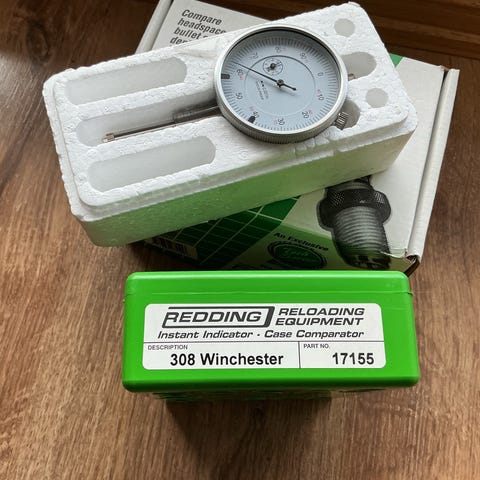 Compare
headspace
bullet
An Exclusive
REDDING
RELOADING
EQUIPMENT
Instant Indicator - Case Comparator
DESCRIPTION
308 Winchester
PART NO.
17155